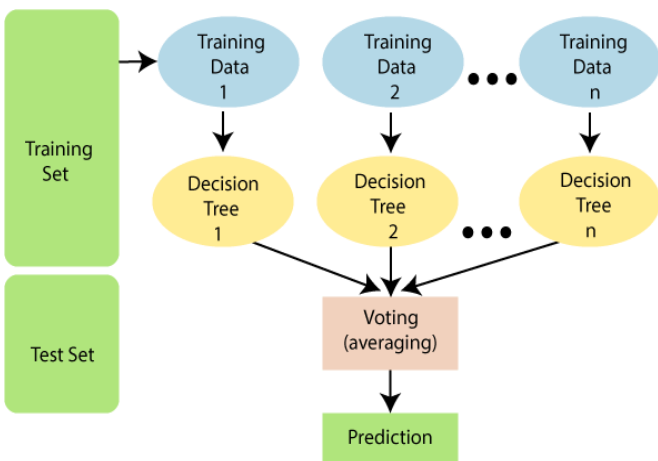 Training
Set
Training
Data
1
Training
Data
2
Training
Data
n
Decision
Tree
1
Decision
Tree
2
Decision
Tree
n
Test Set
Voting
(averaging)
Prediction